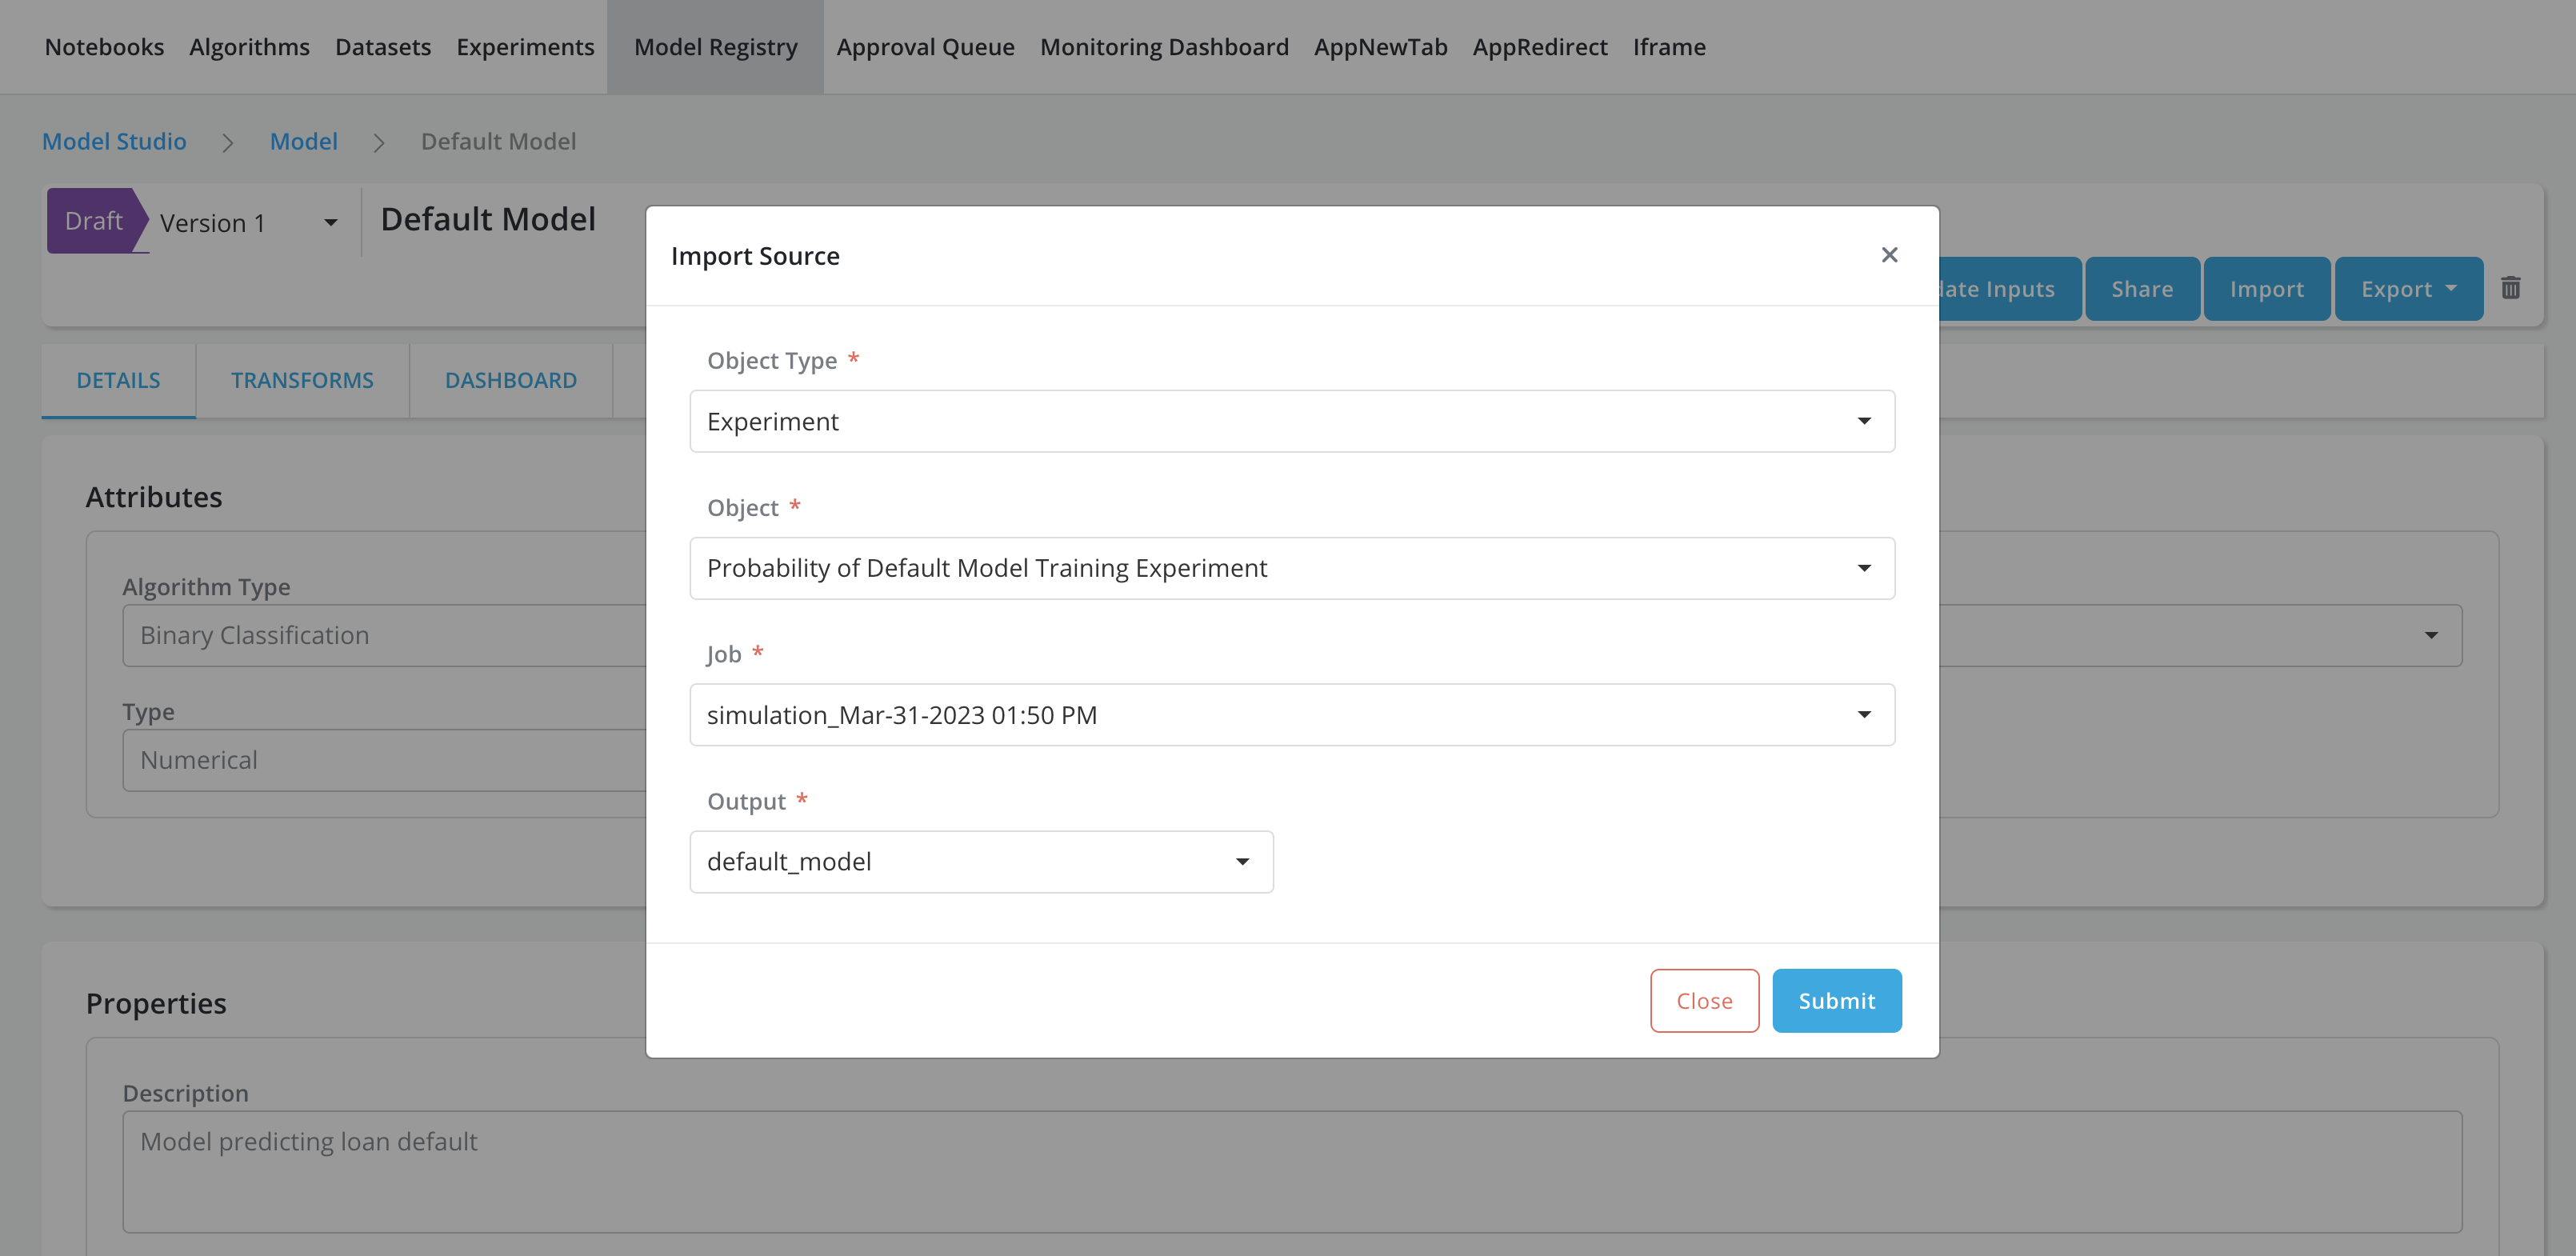 Notebooks Algorithms Datasets Experiments Model Registry Approval Queue Monitoring Dashboard AppNewTab AppRedirect Iframe
Model Studio > Model > Default Model
Draft Version 1 Default Model
Inputs Share Import Export
DETAILS TRANSFORMS DASHBOARD
Import Source
Object Type *
Experiment
Object *
Probability of Default Model Training Experiment
Job *
simulation_Mar-31-2023 01:50 PM
Output *
default_model
Close Submit
Attributes
Algorithm Type
Binary Classification
Type
Numerical
Properties
Description
Model predicting loan default